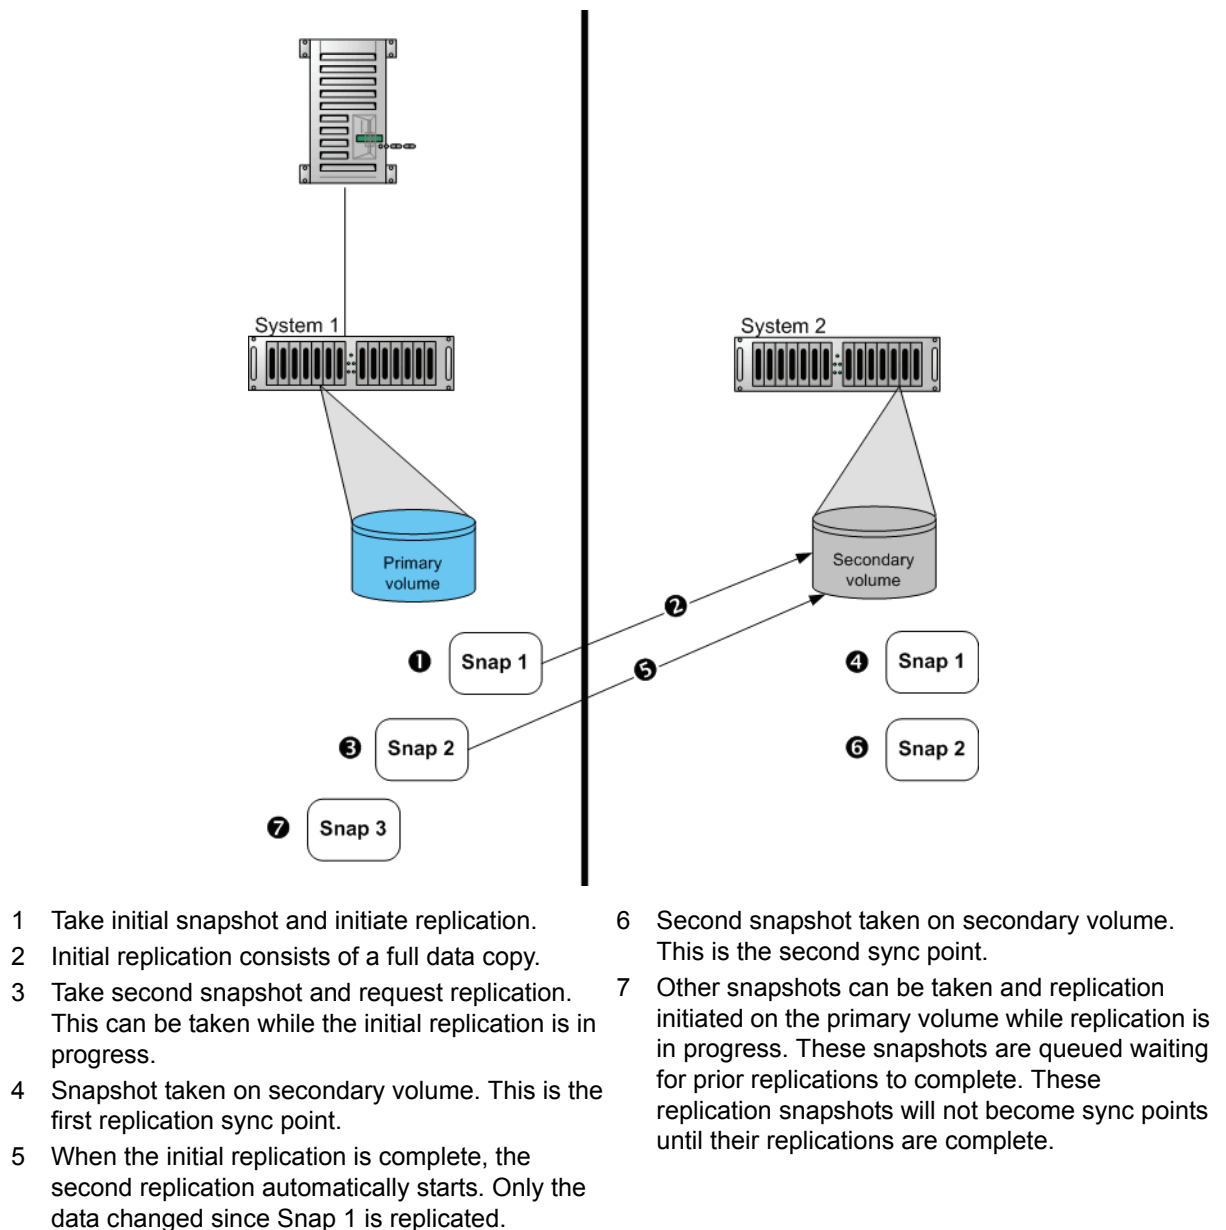 System 1
System 2
Primary
volume
Secondary
volume
❷
❶ Snap 1
❺
❹ Snap 1
❸ Snap 2
❻ Snap 2
❼ Snap 3
1 Take initial snapshot and initiate replication.
2 Initial replication consists of a full data copy.
3 Take second snapshot and request replication.
This can be taken while the initial replication is in
progress.
4 Snapshot taken on secondary volume. This is the
first replication sync point.
5 When the initial replication is complete, the
second replication automatically starts. Only the
data changed since Snap 1 is replicated.
6 Second snapshot taken on secondary volume.
This is the second sync point.
7 Other snapshots can be taken and replication
initiated on the primary volume while replication is
in progress. These snapshots are queued waiting
for prior replications to complete. These
replication snapshots will not become sync points
until their replications are complete.